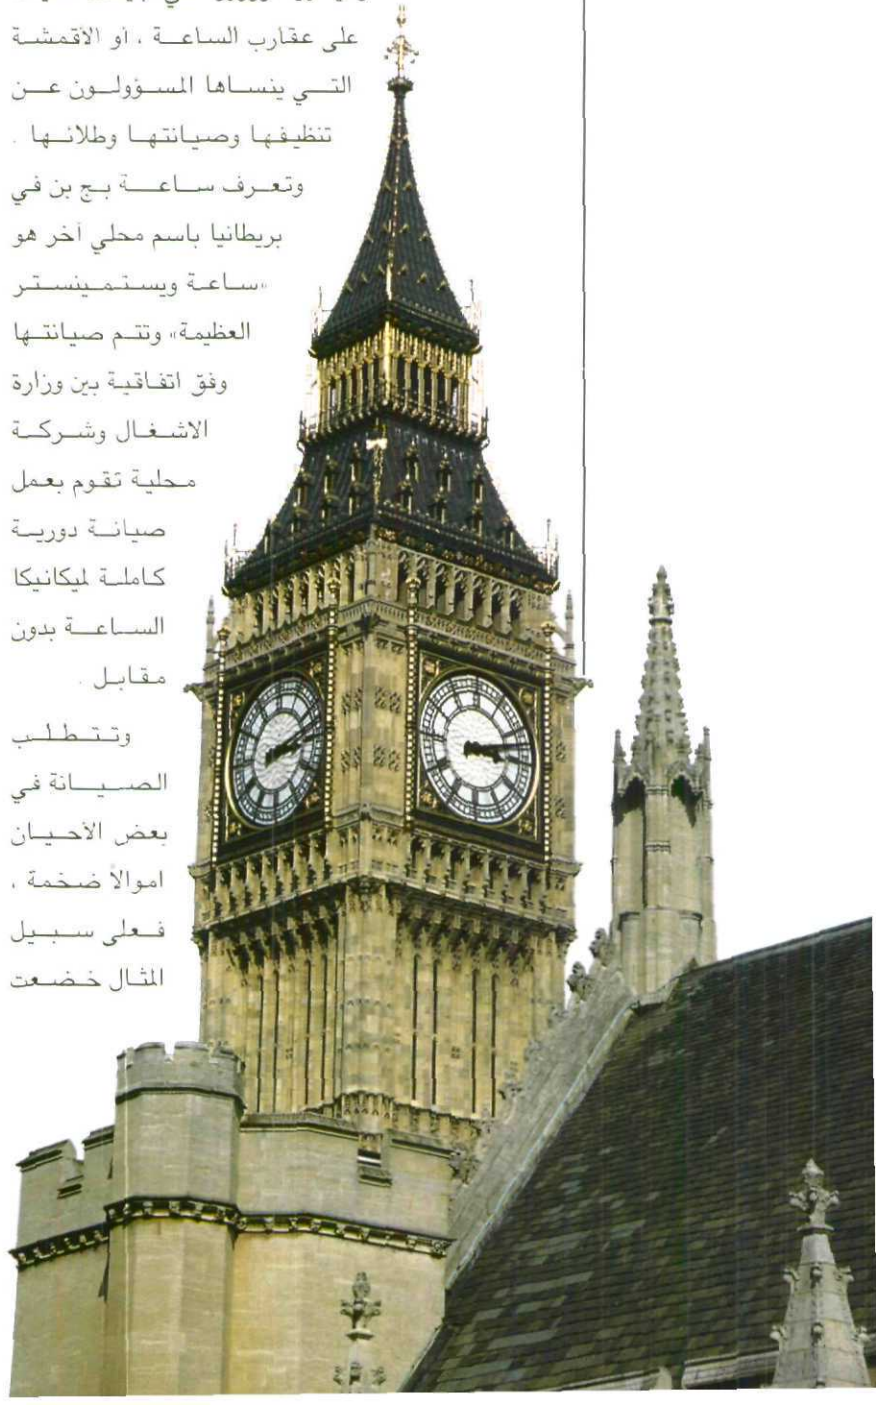 على عقارب الساعة ، أو الأقمشة
التي ينساها المسؤولون عن
تنظيفها وصيانتها وطلائها .
وتعرف ساعة بج بن في
بريطانيا باسم محلي آخر هو
«ساعة ويستمينستر
العظيمة» وتتم صيانتها
وفق اتفاقية بين وزارة
الاشغال وشركة
محلية تقوم بعمل
صيانة دورية
كاملة لميكانيكا
الساعة بدون
مقابل .
وتتطلب
الصيانة في
بعض الأحيان
اموالاً ضخمة ،
فعلى سبيل
المثال خضعت